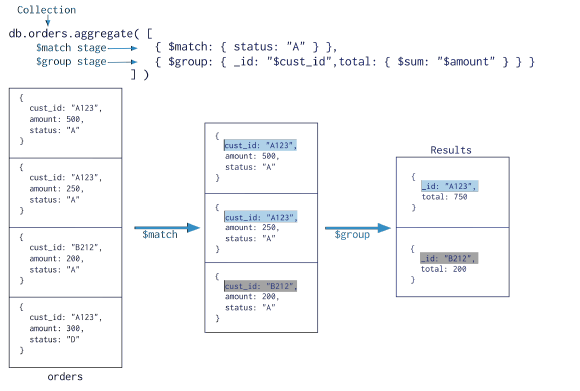 Collection
db.orders.aggregate( [
$match stage
{ $match: { status: "A" } },
$group stage
{ $group: { _id: "$cust_id",total: { $sum: "$amount" } } }
] )
{
cust_id: "A123",
amount: 500,
status: "A"
}
{
cust_id: "A123",
amount: 250,
status: "A"
}
{
cust_id: "B212",
amount: 200,
status: "A"
}
{
cust_id: "A123",
amount: 300,
status: "D"
}
orders
$match
{
cust_id: "A123",
amount: 500,
status: "A"
}
{
cust_id: "A123",
amount: 250,
status: "A"
}
{
cust_id: "B212",
amount: 200,
status: "A"
}
$group
Results
{
_id: "A123",
total: 750
}
{
_id: "B212",
total: 200
}